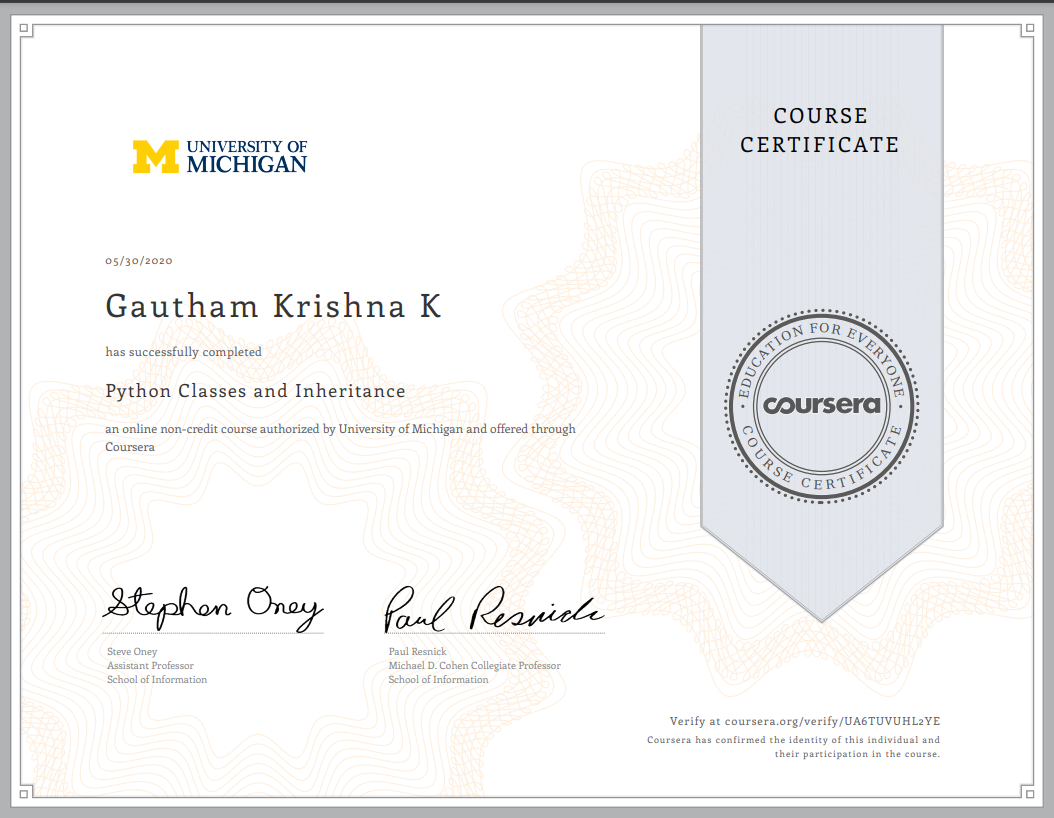 COURSE
CERTIFICATE
UNIVERSITY OF
MICHIGAN
05/30/2020
Gautham Krishna K
has successfully completed
Python Classes and Inheritance
an online non-credit course authorized by University of Michigan and offered through
Coursera
EDUCATION FOR EVERYONE
coursera
COURSE CERTIFICATE
Stephen Oney
Paul Resnick
Steve Oney
Assistant Professor
School of Information
Paul Resnick
Michael D. Cohen Collegiate Professor
School of Information
Verify at coursera.org/verify/UA6TUVUHL2YE
Coursera has confirmed the identity of this individual and
their participation in the course.